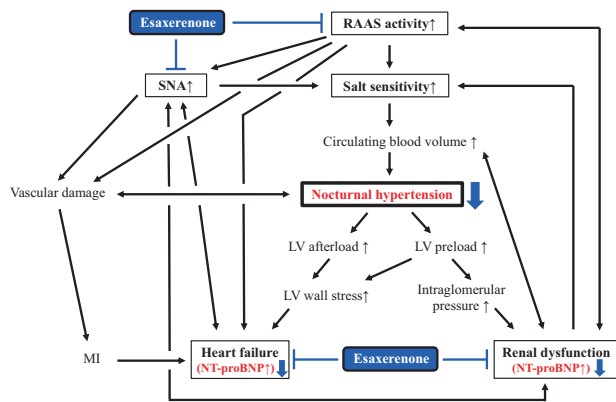 Esaxerenone
RAAS activity↑
SNA↑
Salt sensitivity↑
Circulating blood volume ↑
Vascular damage
Nocturnal hypertension
LV afterload ↑
LV preload ↑
LV wall stress↑
Intraglomerular
pressure ↑
MI
Heart failure
(NT-proBNP↑)
Esaxerenone
Renal dysfunction
(NT-proBNP↑)